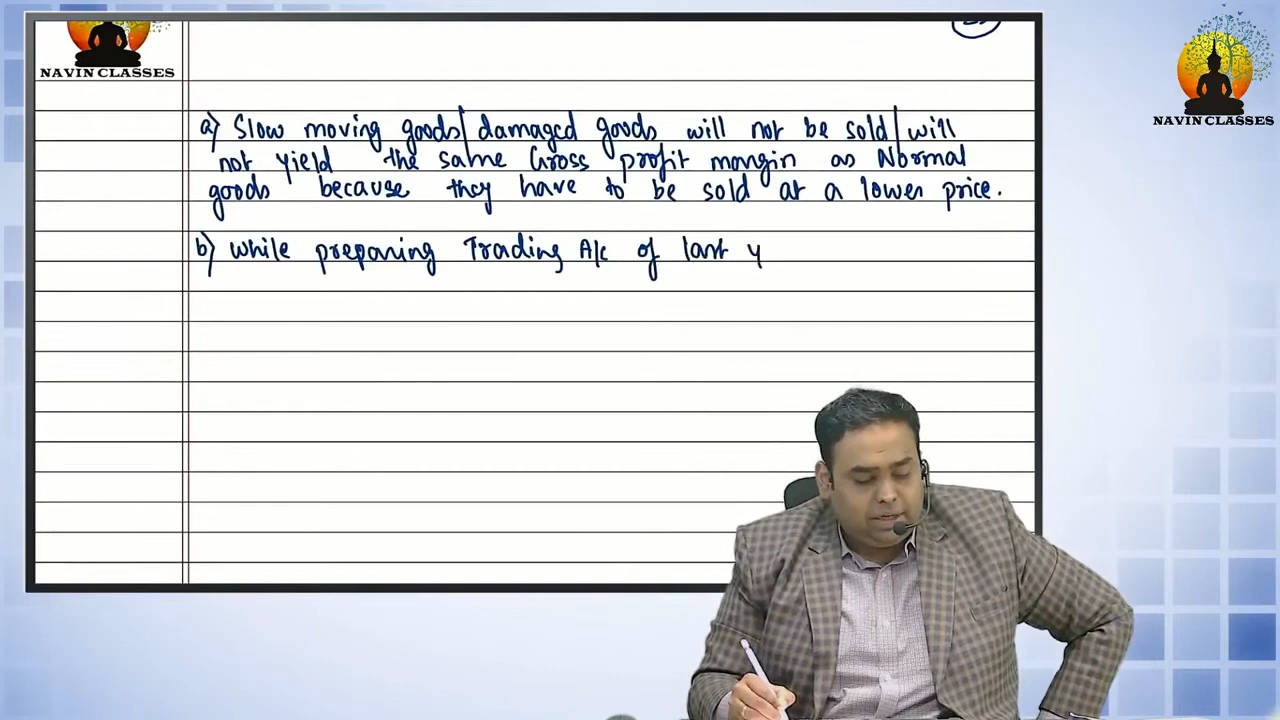 NAVIN CLASSES
NAVIN CLASSES
a) Slow moving goods/damaged goods will not be sold/will
not yield the same Gross profit margin as Normal
goods because they have to be sold at a lower price.
b) While preparing Trading A/c of last y